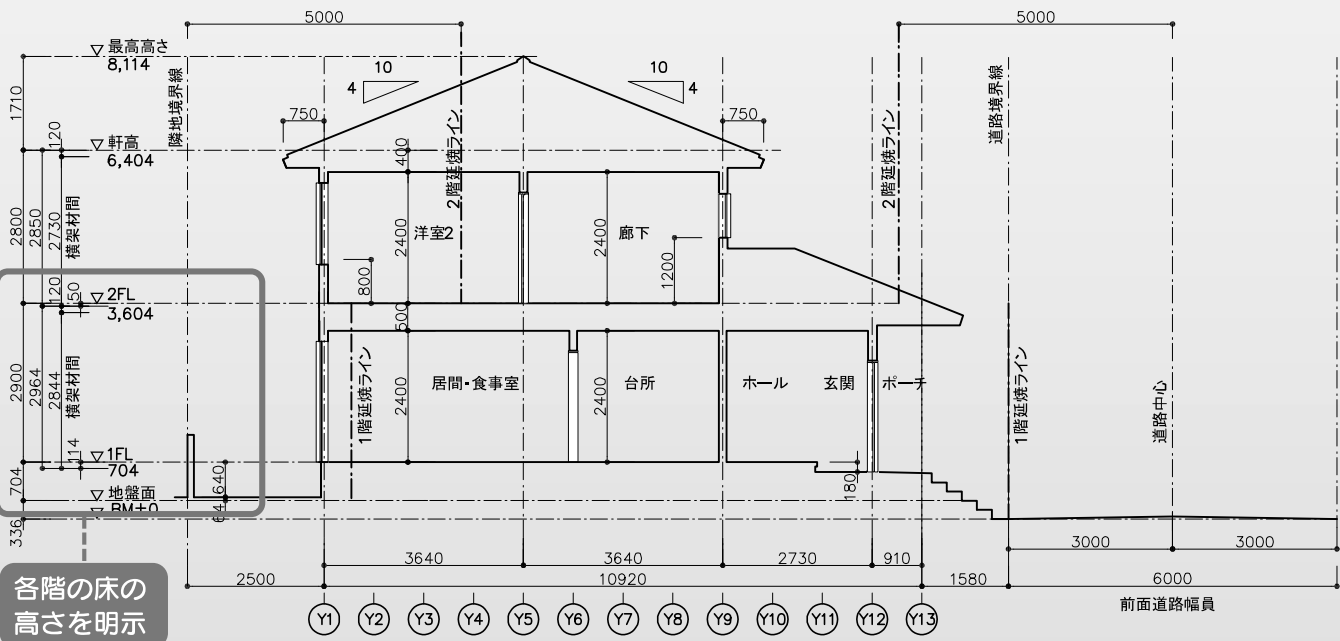 5000
5000
▽ 最高高さ
8,114
10
4
10
4
隣地境界線
道路境界線
1710
750
750
120
▽ 軒高
6,404
400
2階延焼ライン
2階延焼ライン
2800
2850
2730
横架材間
洋室2
2400
廊下
2400
800
1200
120
50
▽ 2FL
3,604
500
2900
2964
2844
横架材間
1階延焼ライン
居間・食事室
2400
台所
2400
ホール
玄関
ポーチ
1階延焼ライン
道路中心
114
▽ 1FL
704
704
640
▽ 地盤面
64
180
▽ BM±0
336
3640
3640
2730
910
3000
3000
2500
10920
1580
6000
各階の床の
高さを明示
前面道路幅員
Y1 Y2 Y3 Y4 Y5 Y6 Y7 Y8 Y9 Y10 Y11 Y12 Y13